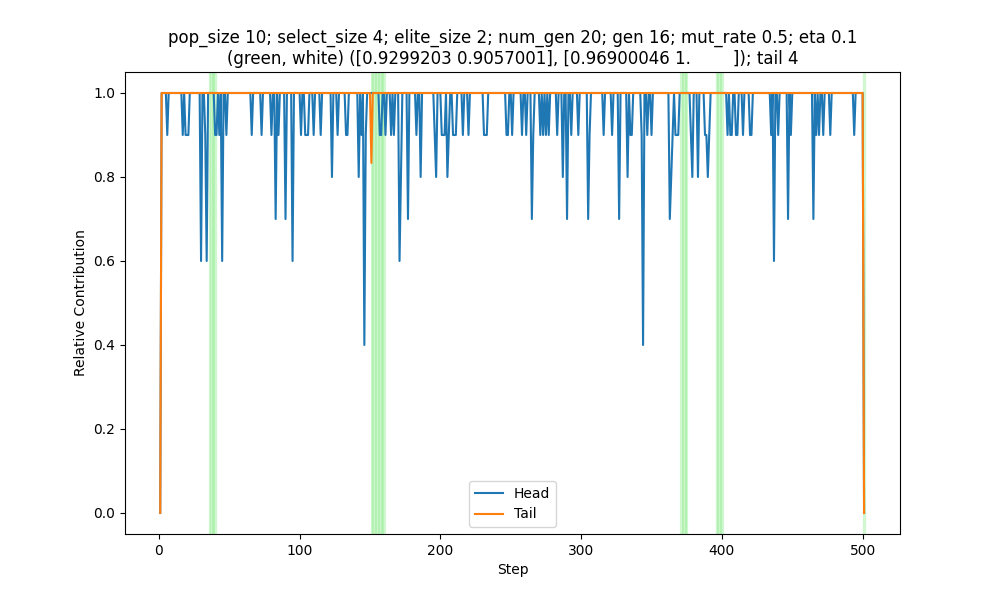 pop_size 10; select_size 4; elite_size 2; num_gen 20; gen 16; mut_rate 0.5; eta 0.1
(green, white) ([0.9299203 0.9057001], [0.96900046 1.        ]); tail 4
1.0
0.8
0.6
0.4
0.2
0.0
Relative Contribution
Head
Tail
0
100
200
300
400
500
Step